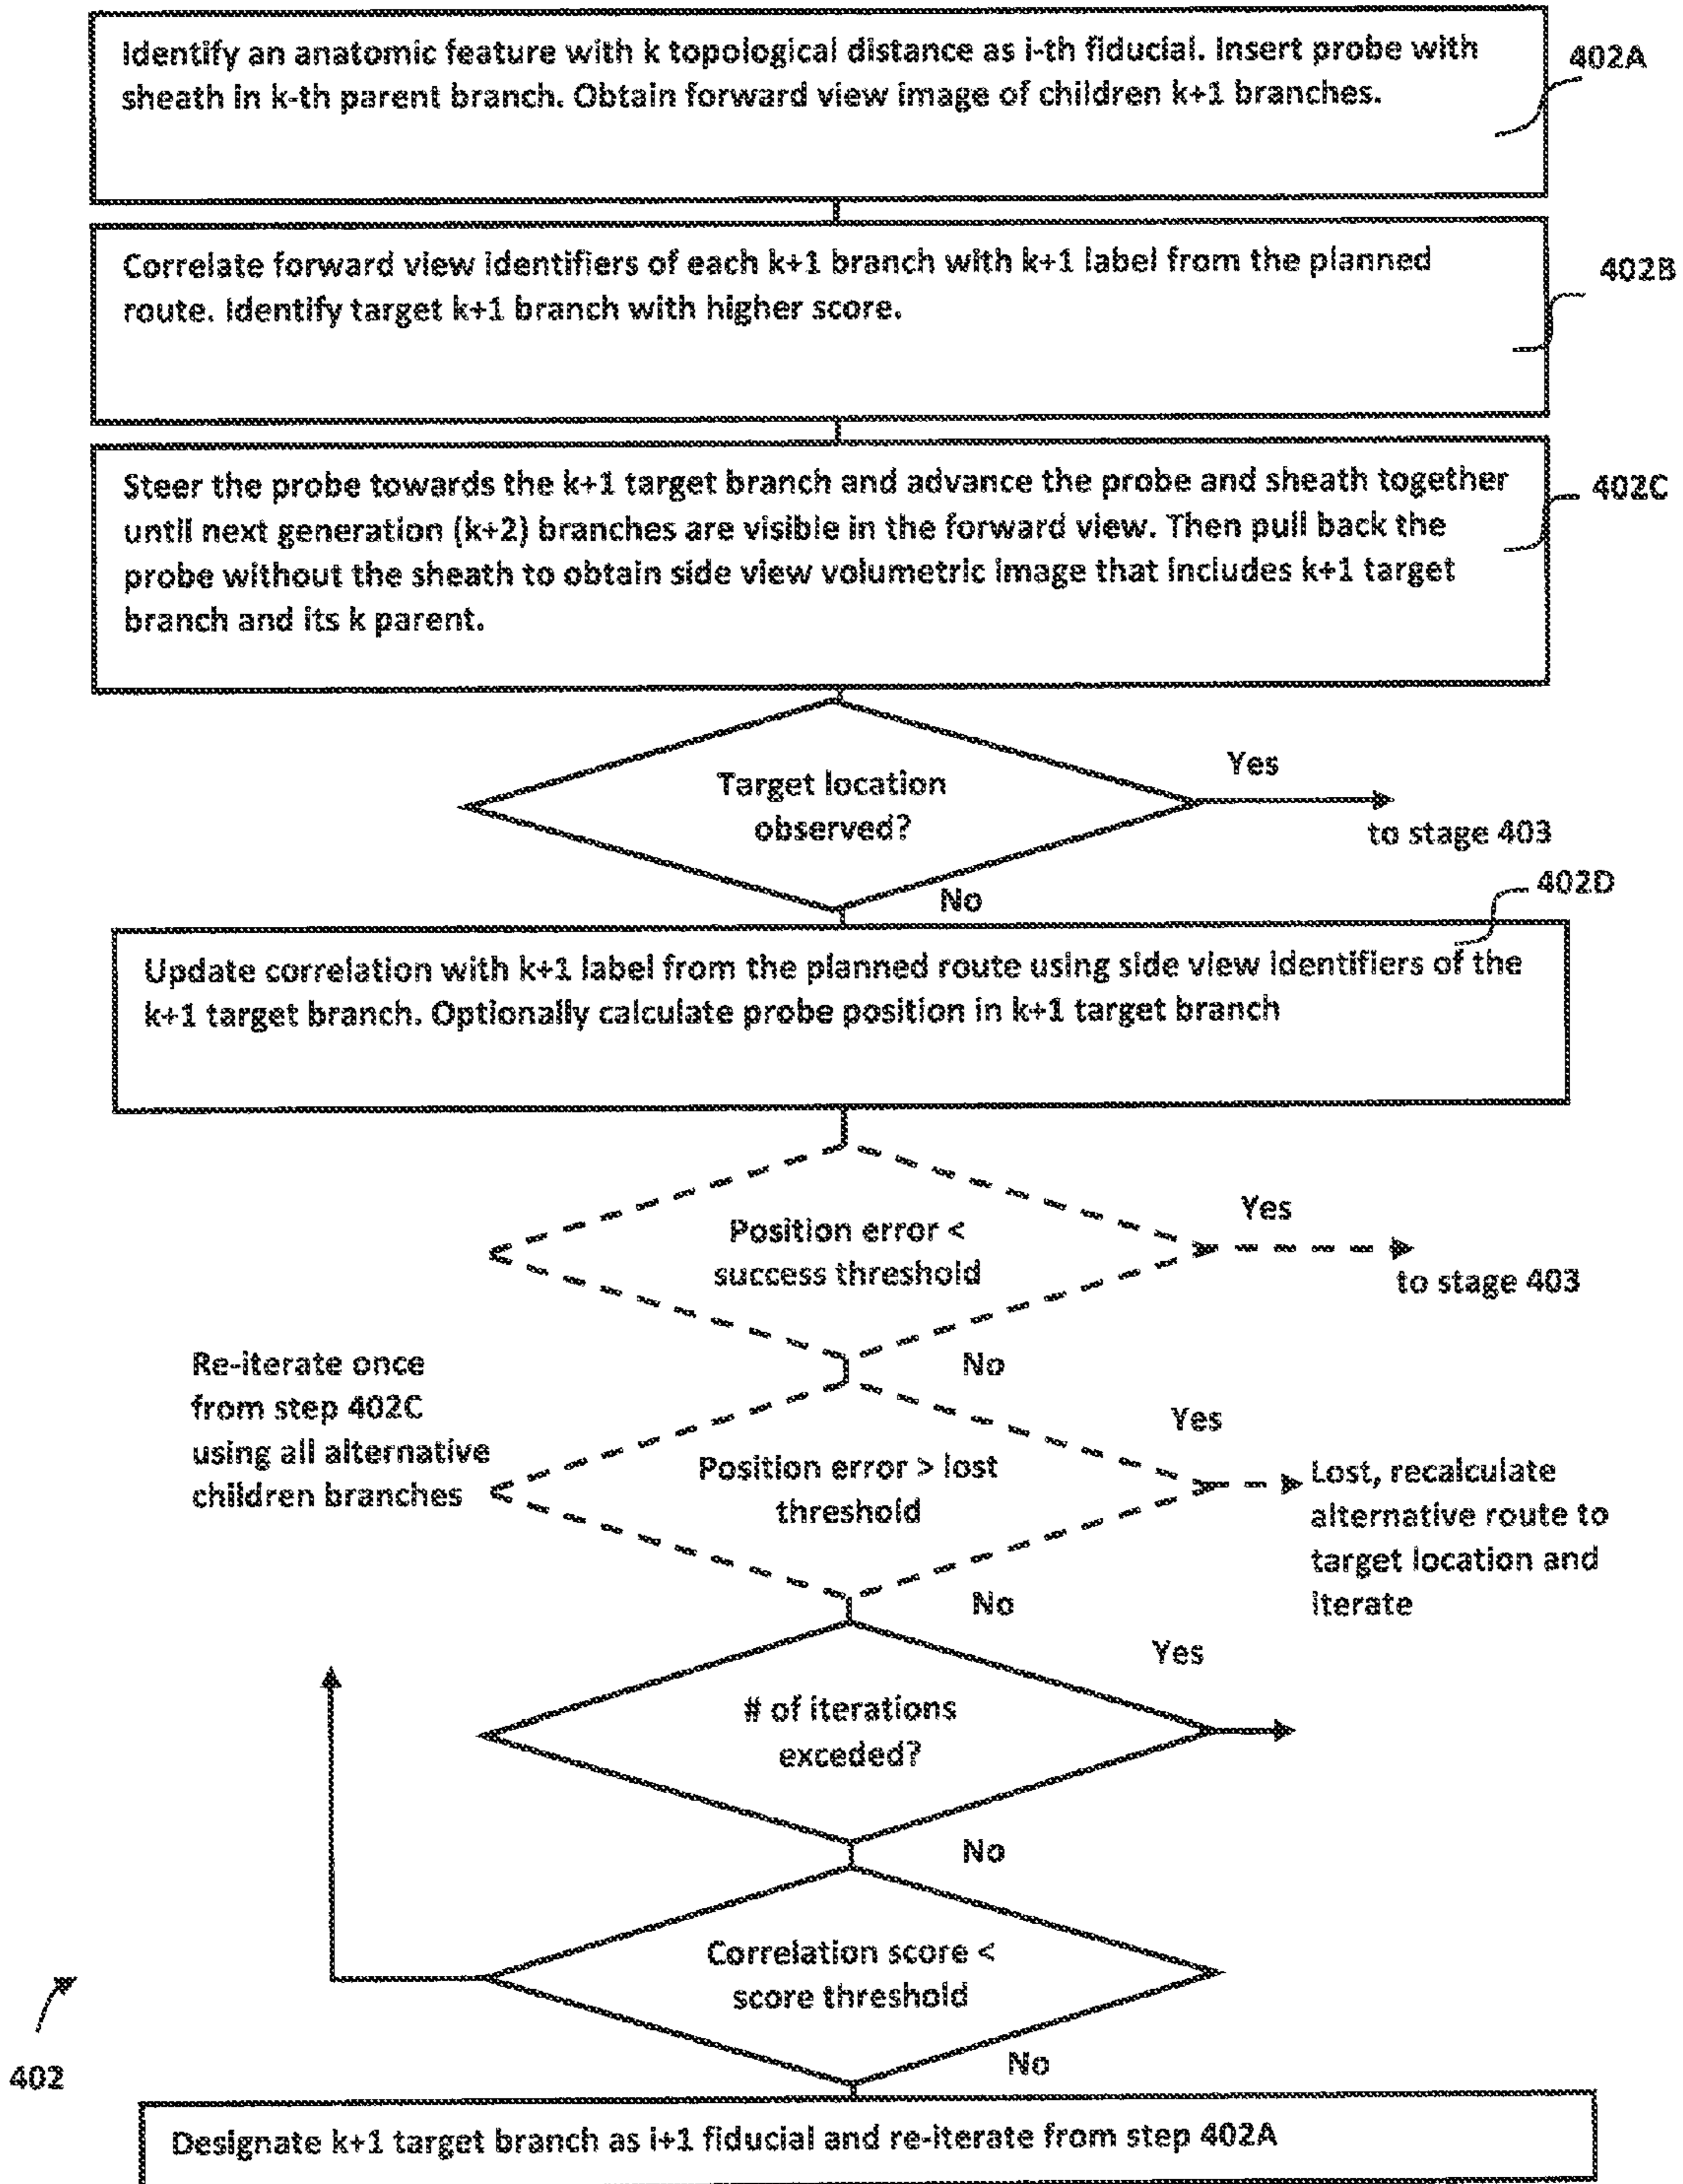 Identify an anatomic feature with k topological distance as i-th fiducial. Insert probe with
sheath in k-th parent branch. Obtain forward view image of children k+1 branches.
402A
Correlate forward view identifiers of each k+1 branch with k+1 label from the planned
route. Identify target k+1 branch with higher score.
402B
Steer the probe towards the k+1 target branch and advance the probe and sheath together
until next generation (k+2) branches are visible in the forward view. Then pull back the
probe without the sheath to obtain side view volumetric image that includes k+1 target
branch and its k parent.
402C
Target location
observed?
Yes
to stage 403
No
402D
Update correlation with k+1 label from the planned route using side view identifiers of the
k+1 target branch. Optionally calculate probe position in k+1 target branch
Position error <
success threshold
Yes
to stage 403
No
Re-iterate once
from step 402C
using all alternative
children branches
Position error > lost
threshold
Yes
Lost, recalculate
alternative route to
target location and
iterate
No
# of iterations
exceded?
Yes
No
Correlation score <
score threshold
No
402
Designate k+1 target branch as i+1 fiducial and re-iterate from step 402A